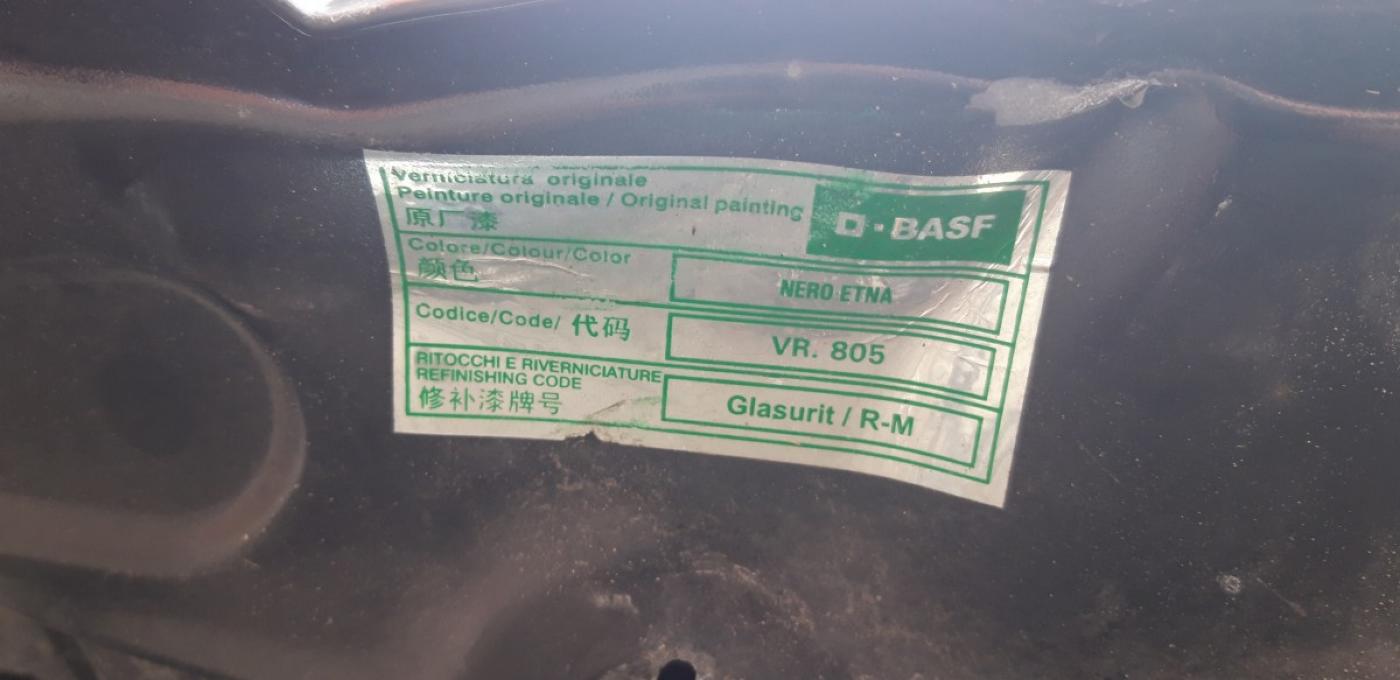 Verniciatura originale
Peinture originale / Original painting
原厂漆
BASF
Colore/Colour/Color
颜色
NERO ETNA
Codice/Code/ 代码
VR. 805
RITOCCHI E RIVERNICIATURE
REFINISHING CODE
修补漆牌号
Glasurit / R-M